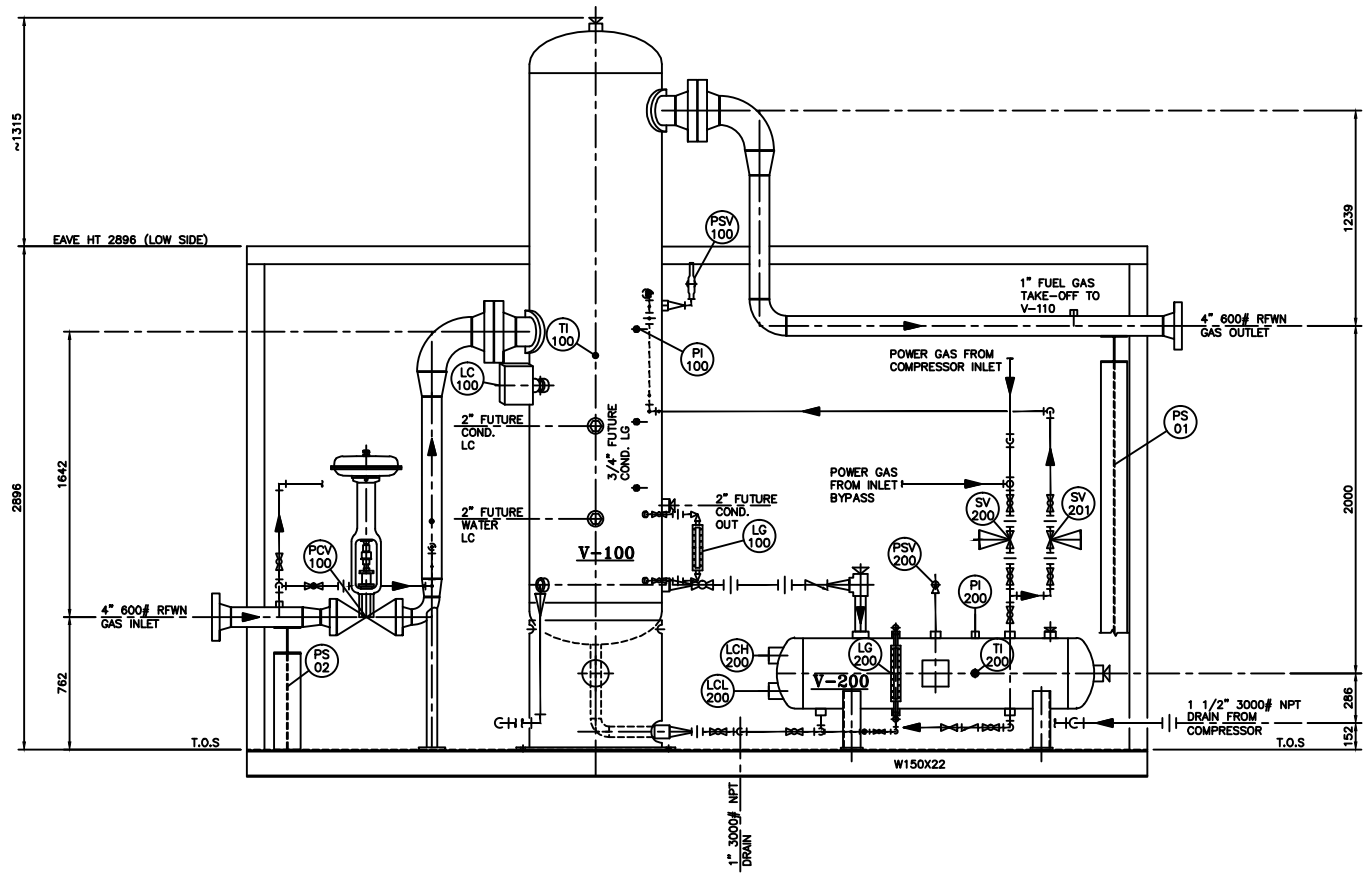 ~1315
EAVE HT 2896 (LOW SIDE)
2896
1642
762
T.O.S
4" 600# RFWN
GAS INLET
PS
02
PCV
100
LC
100
TI
100
2" FUTURE
COND.
LC
2" FUTURE
WATER
LC
3/4" FUTURE
COND. LG
V-100
PSV
100
PI
100
2" FUTURE
COND.
OUT
LG
100
1" FUEL GAS
TAKE-OFF TO
V-110
4" 600# RFWN
GAS OUTLET
POWER GAS FROM
COMPRESSOR INLET
POWER GAS
FROM INLET
BYPASS
PS
01
SV
200
SV
201
PSV
200
PI
200
LCH
200
LCL
200
LG
200
TI
200
V-200
1 1/2" 3000# NPT
DRAIN FROM
COMPRESSOR
T.O.S
W150X22
1" 3000# NPT
DRAIN
1239
2000
286
152